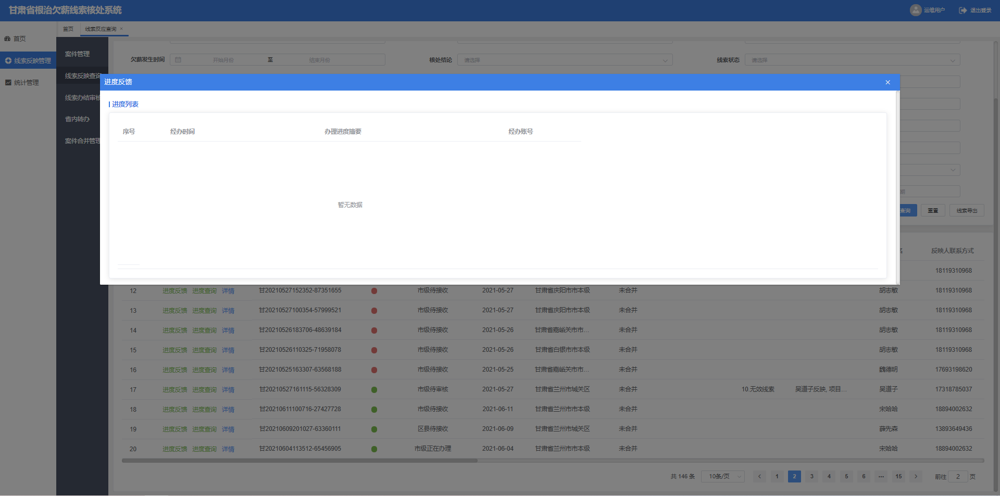 甘肃省根治欠薪线索核处系统
运维用户
退出登录
首页
线索反映管理
统计管理
首页
线索反应查询 ×
案件管理
线索反映查询
线索办结审核
省内转办
案件合并管理
欠薪发生时间
开始月份 至 结束月份
核处结论
请选择
线索状态
请选择
进度反馈
进度列表
序号 经办时间 办理进度摘要 经办账号
暂无数据
期
查询 重置 线索导出
名 反映人联系方式
18119310968
12 进度反馈 进度查询 详情 甘20210527152352-87351655 市级待接收 2021-05-27 甘肃省庆阳市市本级 未合并 胡志敏 18119310968
13 进度反馈 进度查询 详情 甘20210527100354-57999521 市级待接收 2021-05-27 甘肃省庆阳市市本级 未合并 胡志敏 18119310968
14 进度反馈 进度查询 详情 甘20210526183706-48639184 市级待接收 2021-05-26 甘肃省嘉峪关市市... 未合并 胡志敏 18119310968
15 进度反馈 进度查询 详情 甘20210526110325-71958078 市级待接收 2021-05-26 甘肃省白银市市本级 未合并 胡志敏 18119310968
16 进度反馈 进度查询 详情 甘20210525163307-63568188 市级待接收 2021-05-25 甘肃省嘉峪关市市... 未合并 魏德明 17693198620
17 进度反馈 进度查询 详情 甘20210527161115-56328309 市级待审核 2021-05-27 甘肃省兰州市城关区 未合并 10.无效线索 吴道子反映, 项目... 吴道子 17318785037
18 进度反馈 进度查询 详情 甘20210611100716-27427728 市级待接收 2021-06-11 甘肃省兰州市市本级 未合并 宋哈哈 18894002632
19 进度反馈 进度查询 详情 甘20210609201027-63360111 区县待接收 2021-06-09 甘肃省兰州市城关区 未合并 薛先森 13893649436
20 进度反馈 进度查询 详情 甘20210604113512-65456905 市级正在办理 2021-06-04 甘肃省兰州市市本级 未合并 宋哈哈 18894002632
共 146 条 10条/页 1 2 3 4 5 6 ... 15 前往 2 页